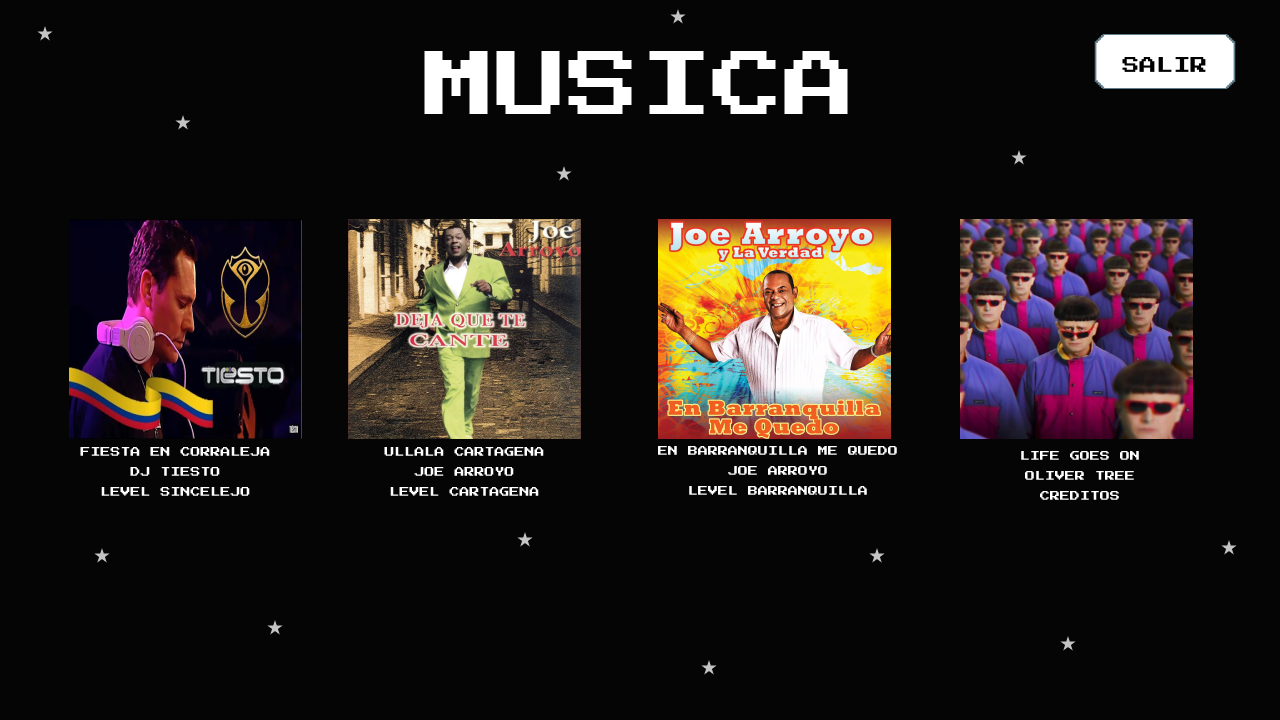 MUSICA
SALIR
TIËSTO
Joe
Arroyo
DEJA QUE TE
CANTE
Joe Arroyo
y La Verdad
En Barranquilla
Me Quedo
FIESTA EN CORRALEJA
DJ TIESTO
LEVEL SINCELEJO
ULLALA CARTAGENA
JOE ARROYO
LEVEL CARTAGENA
EN BARRANQUILLA ME QUEDO
JOE ARROYO
LEVEL BARRANQUILLA
LIFE GOES ON
OLIVER TREE
CREDITOS